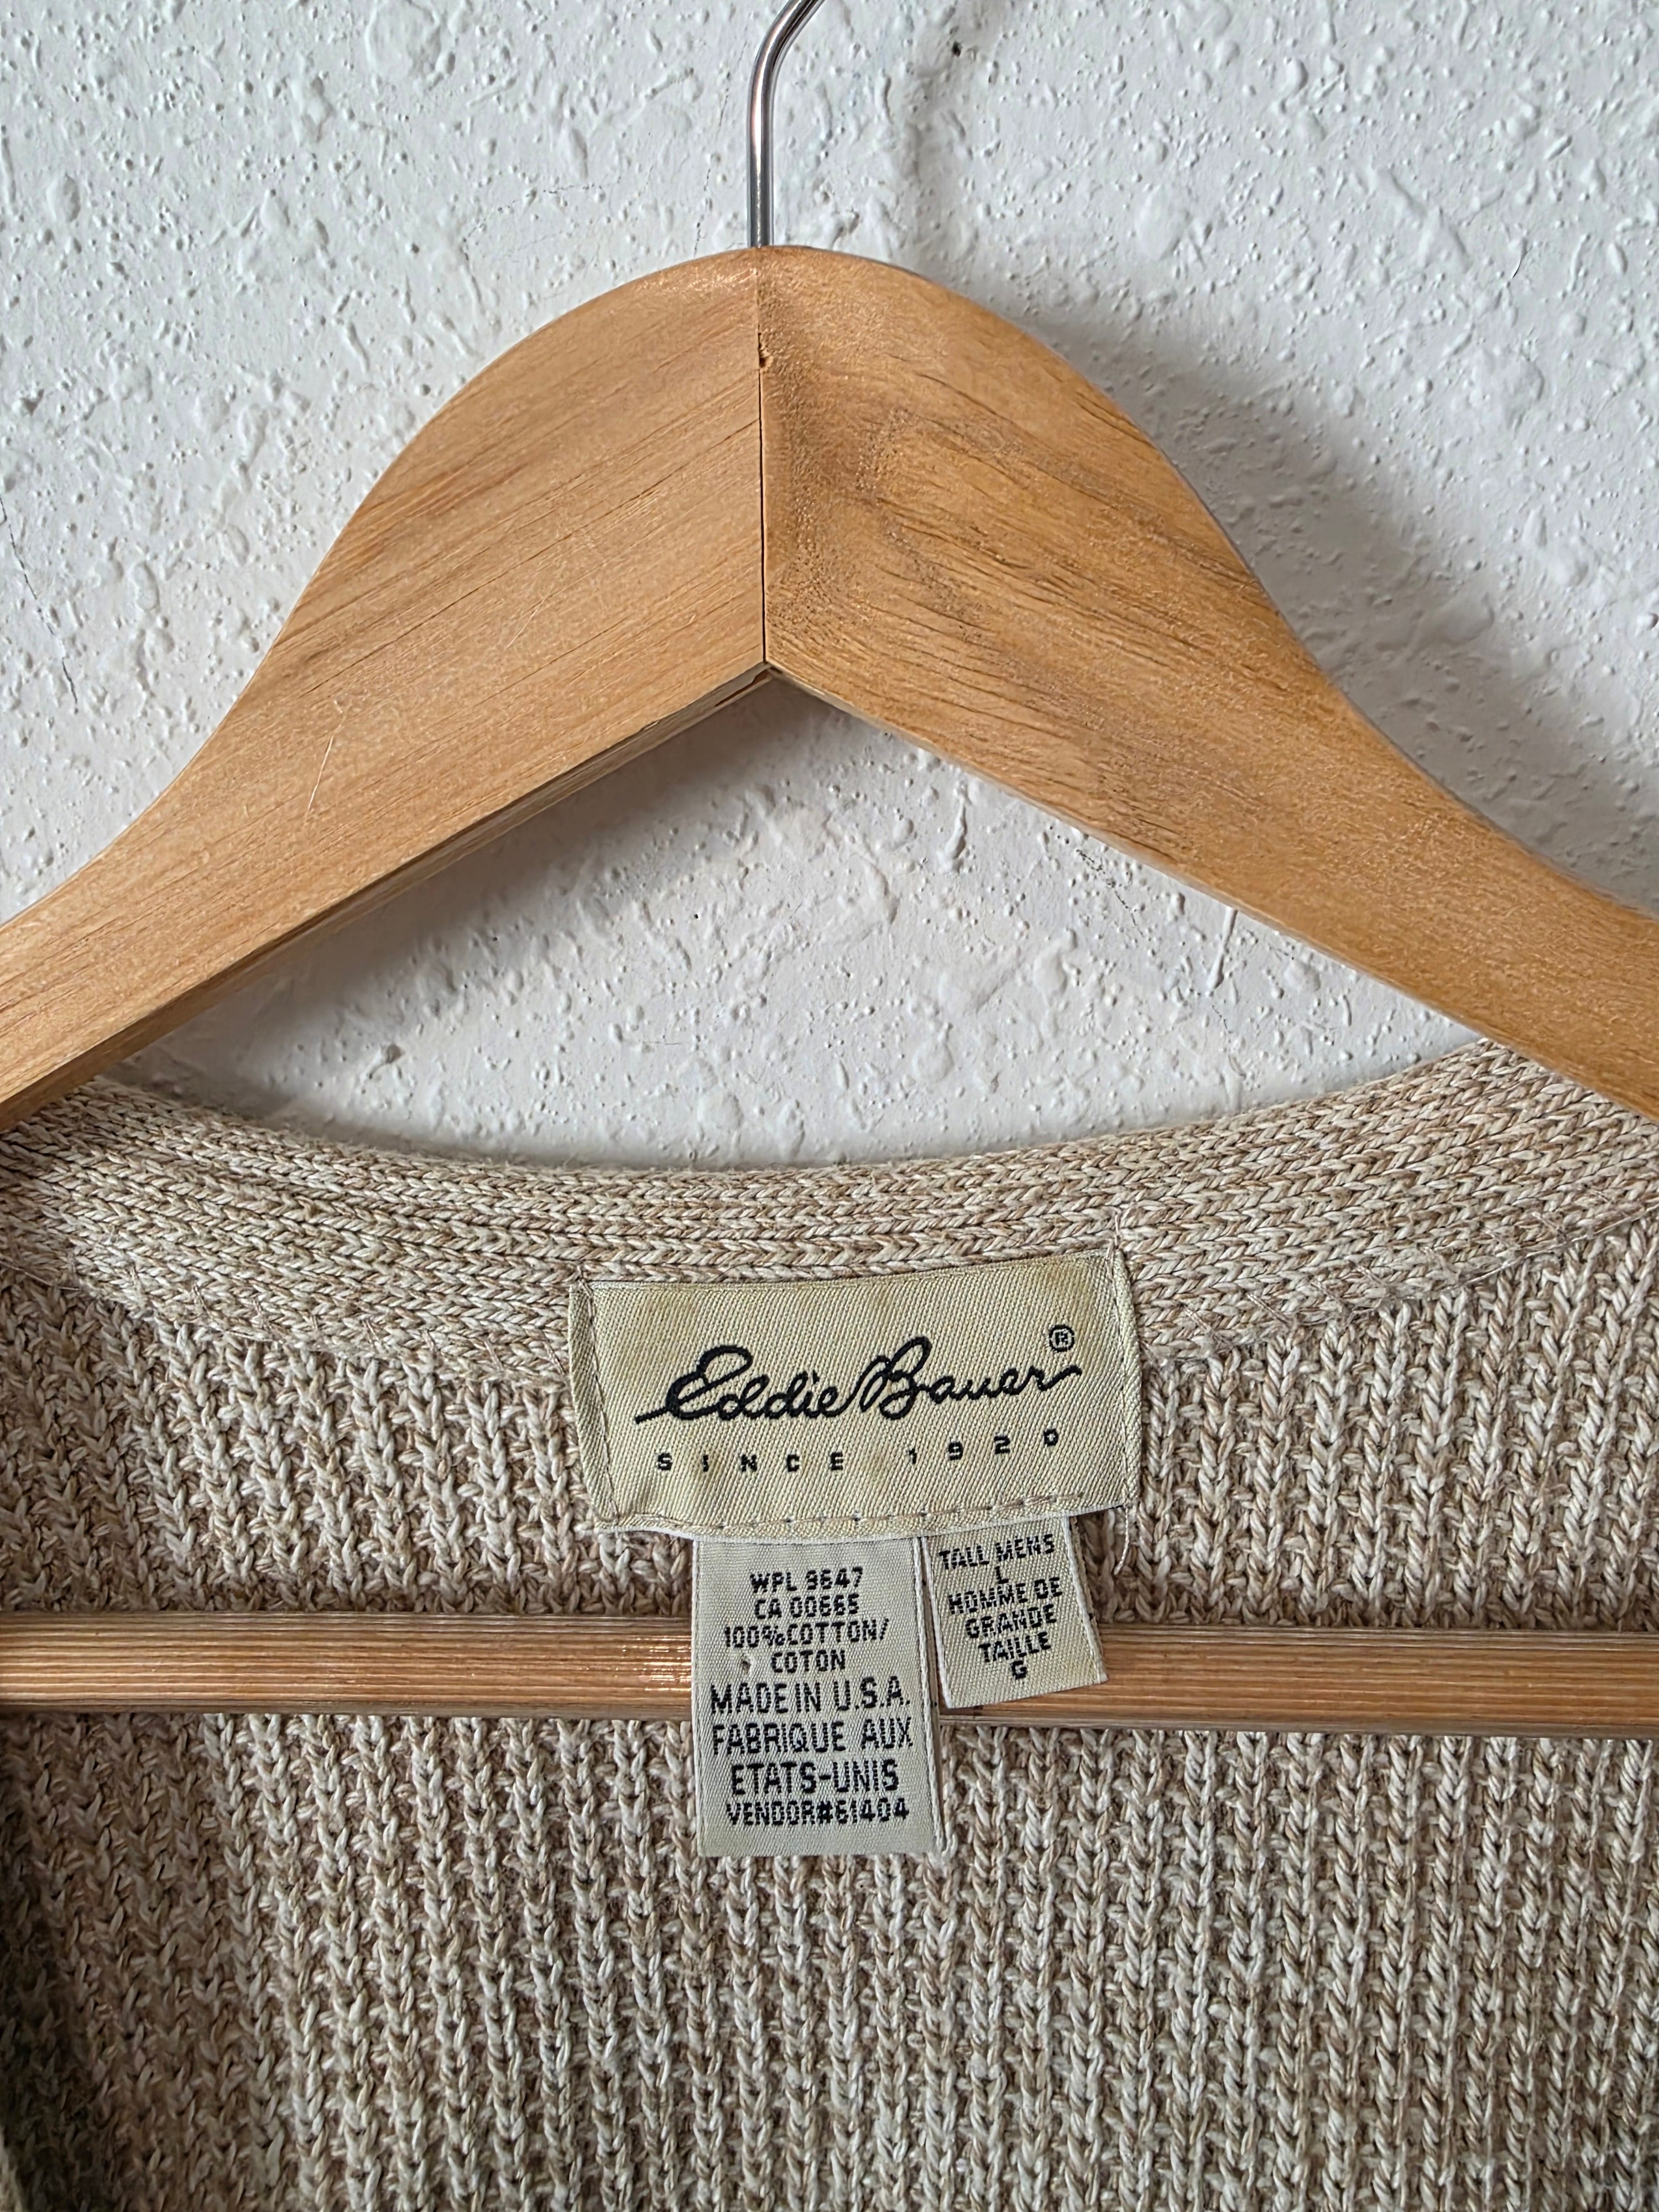 Eddie Bauer®
SINCE 1920
WPL 9647
CA 00665
100%COTTON/
COTON
MADE IN U.S.A.
FABRIQUE AUX
ETATS-UNIS
VENDOR#61404
TALL MENS
L
HOMME DE
GRANDE
TAILLE
G